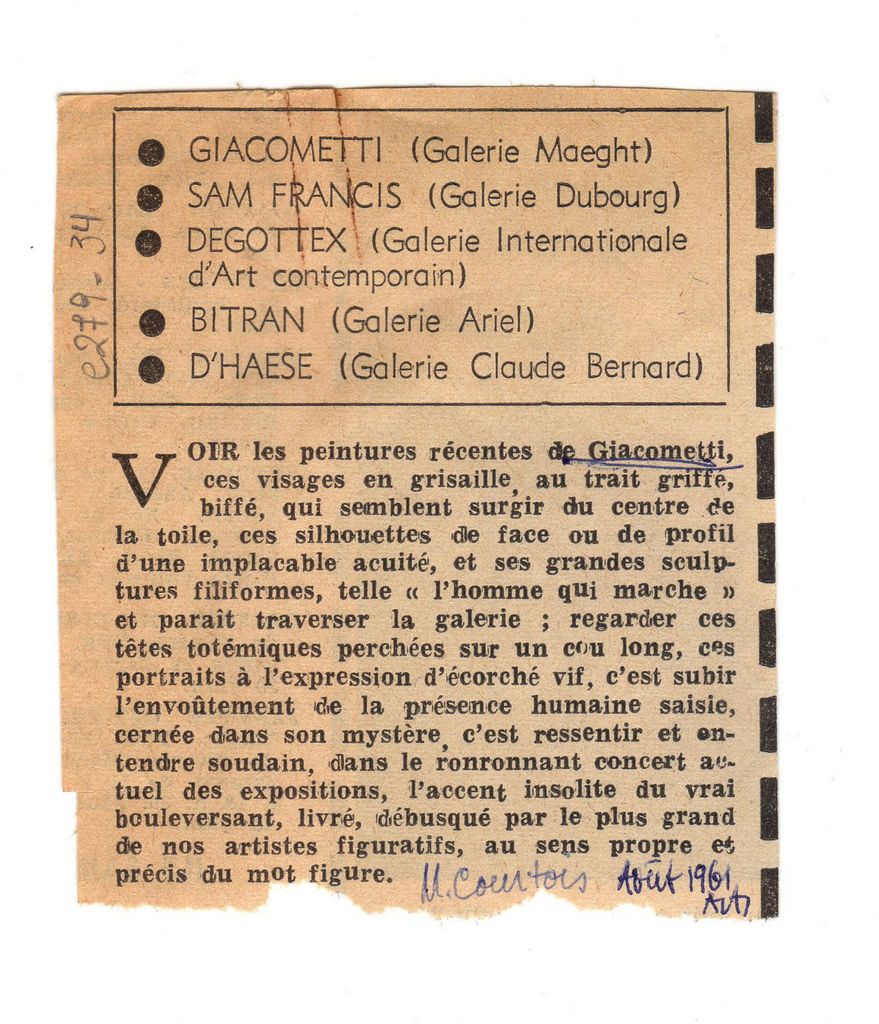 ● GIACOMETTI (Galerie Maeght)
● SAM FRANCIS (Galerie Dubourg)
● DEGOTTEX (Galerie Internationale
d'Art contemporain)
● BITRAN (Galerie Ariel)
● D'HAESE (Galerie Claude Bernard)
e279-34
VOIR les peintures récentes de Giacometti,
ces visages en grisaille, au trait griffé,
biffé, qui semblent surgir du centre de
la toile, ces silhouettes de face ou de profil
d'une implacable acuité, et ses grandes sculp-
tures filiformes, telle « l'homme qui marche »
et paraît traverser la galerie ; regarder ces
têtes totémiques perchées sur un cou long, ces
portraits à l'expression d'écorché vif, c'est subir
l'envoûtement de la présence humaine saisie,
cernée dans son mystère, c'est ressentir et en-
tendre soudain, dans le ronronnant concert ac-
tuel des expositions, l'accent insolite du vrai
bouleversant, livré, débusqué par le plus grand
de nos artistes figuratifs, au sens propre et
précis du mot figure.
M. Courtois Août 1961
Arts